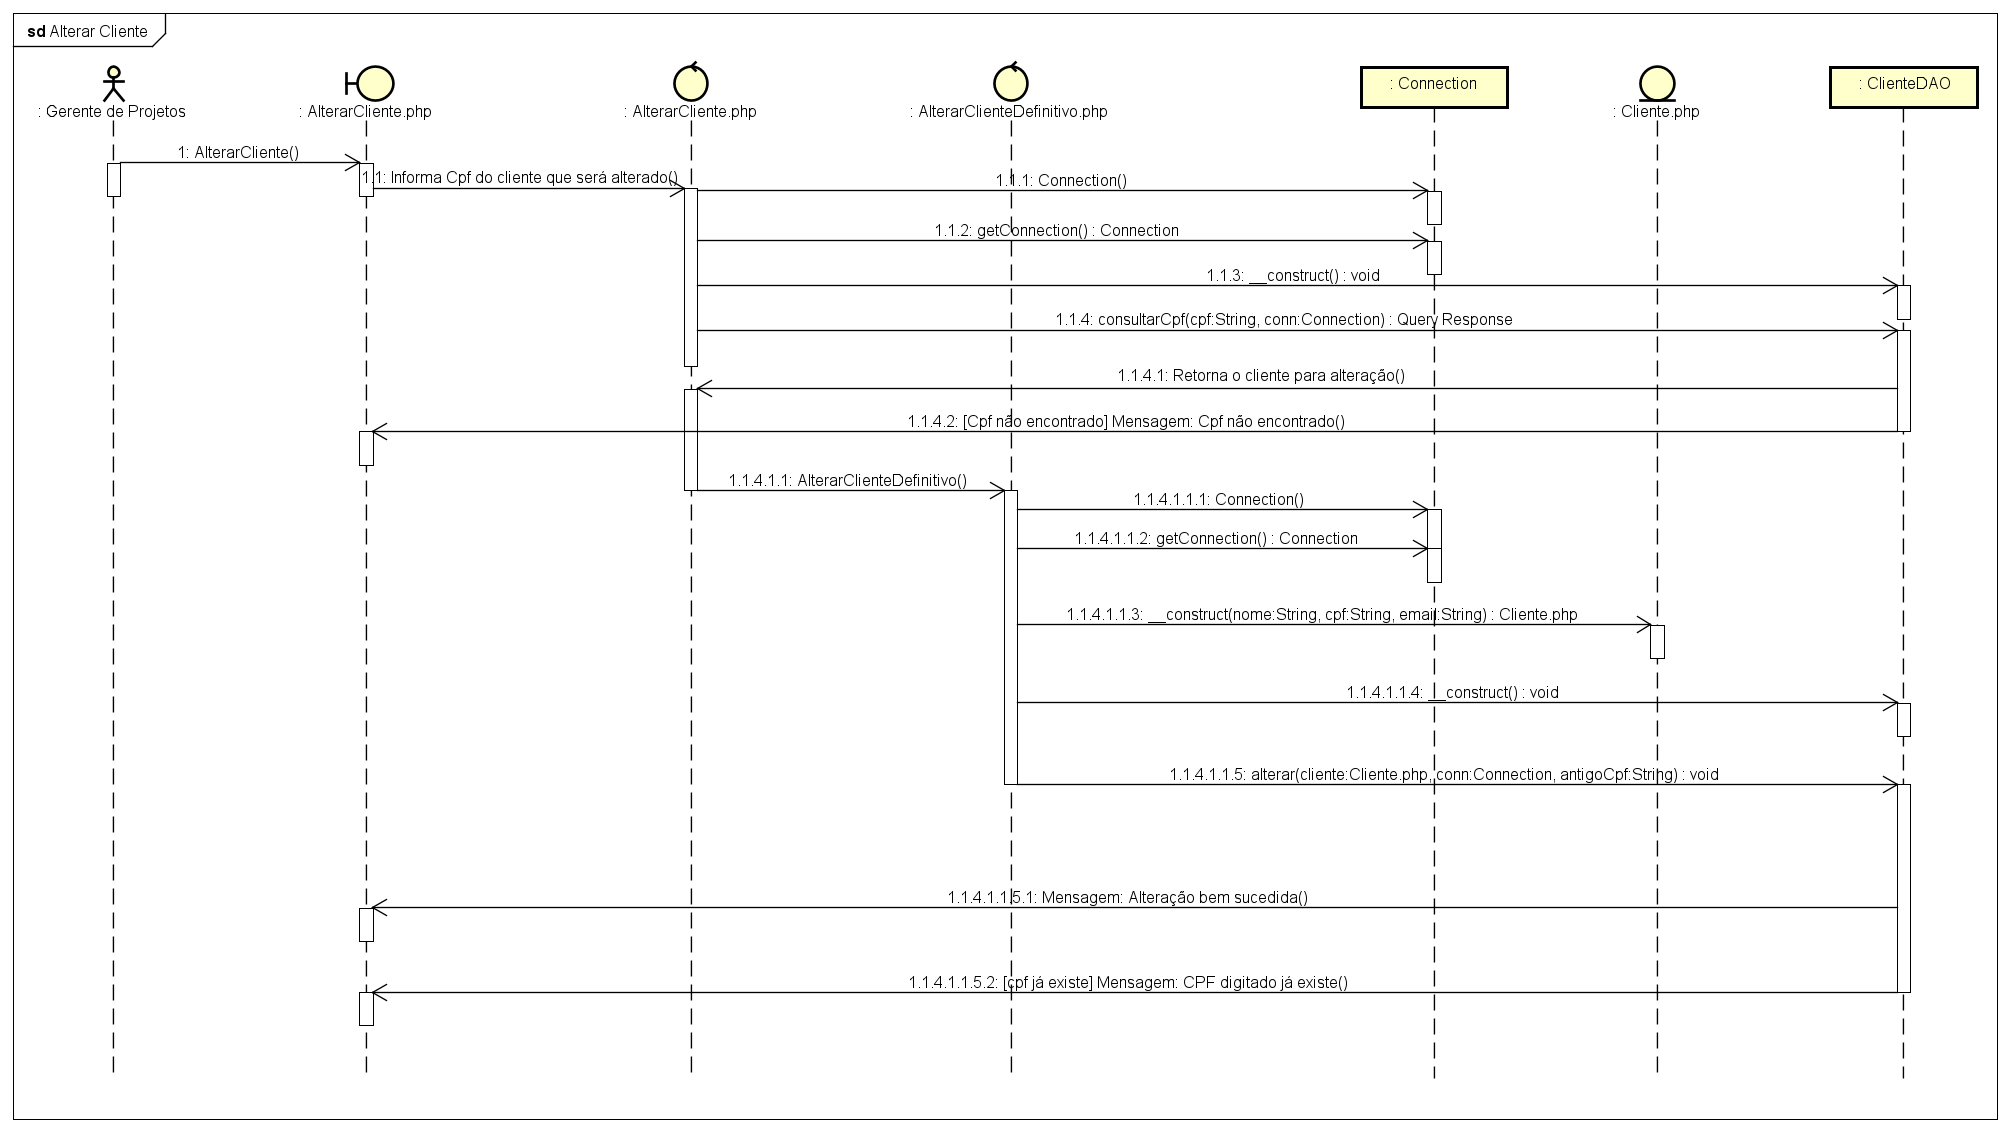 sd Alterar Cliente
: Gerente de Projetos
: AlterarCliente.php
: AlterarCliente.php
: AlterarClienteDefinitivo.php
: Connection
: Cliente.php
: ClienteDAO
1: AlterarCliente()
1.1: Informa Cpf do cliente que será alterado()
1.1.1: Connection()
1.1.2: getConnection() : Connection
1.1.3: __construct() : void
1.1.4: consultarCpf(cpf:String, conn:Connection) : Query Response
1.1.4.1: Retorna o cliente para alteração()
1.1.4.2: [Cpf não encontrado] Mensagem: Cpf não encontrado()
1.1.4.1.1: AlterarClienteDefinitivo()
1.1.4.1.1.1: Connection()
1.1.4.1.1.2: getConnection() : Connection
1.1.4.1.1.3: __construct(nome:String, cpf:String, email:String) : Cliente.php
1.1.4.1.1.4: __construct() : void
1.1.4.1.1.5: alterar(cliente:Cliente.php, conn:Connection, antigoCpf:String) : void
1.1.4.1.1.5.1: Mensagem: Alteração bem sucedida()
1.1.4.1.1.5.2: [cpf já existe] Mensagem: CPF digitado já existe()